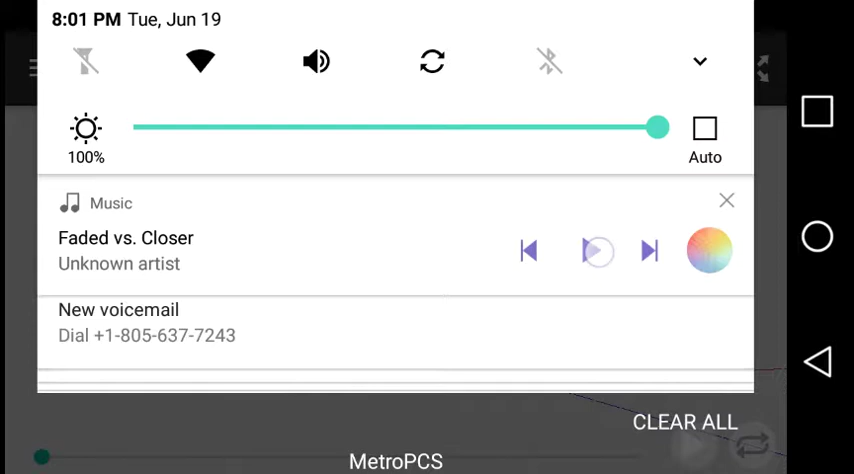 8:01 PM Tue, Jun 19
100%
Auto
Music
Faded vs. Closer
Unknown artist
New voicemail
Dial +1-805-637-7243
CLEAR ALL
MetroPCS